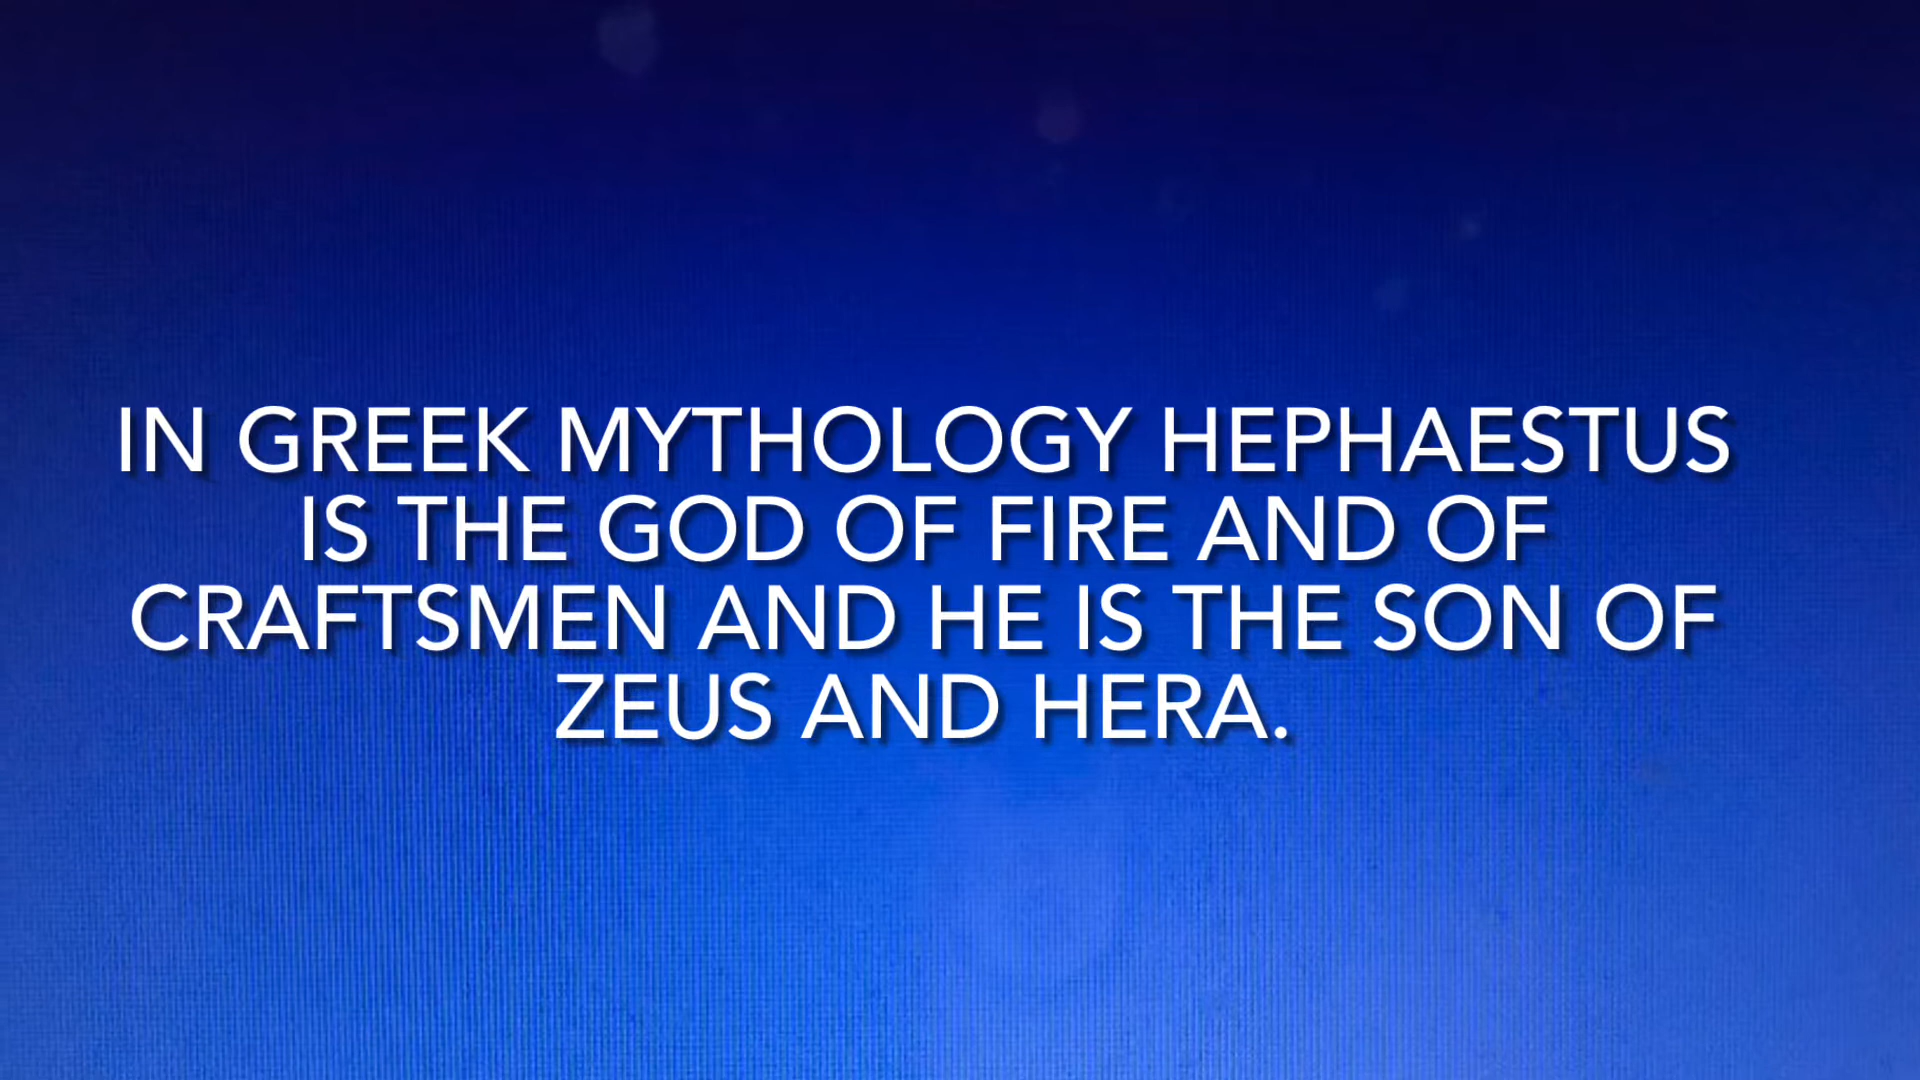 IN GREEK MYTHOLOGY HEPHAESTUS
IS THE GOD OF FIRE AND OF
CRAFTSMEN AND HE IS THE SON OF
ZEUS AND HERA.